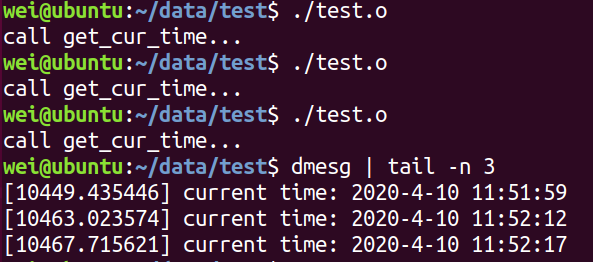 wei@ubuntu:~/data/test$ ./test.o
call get_cur_time...
wei@ubuntu:~/data/test$ ./test.o
call get_cur_time...
wei@ubuntu:~/data/test$ ./test.o
call get_cur_time...
wei@ubuntu:~/data/test$ dmesg | tail -n 3
[10449.435446] current time: 2020-4-10 11:51:59
[10463.023574] current time: 2020-4-10 11:52:12
[10467.715621] current time: 2020-4-10 11:52:17